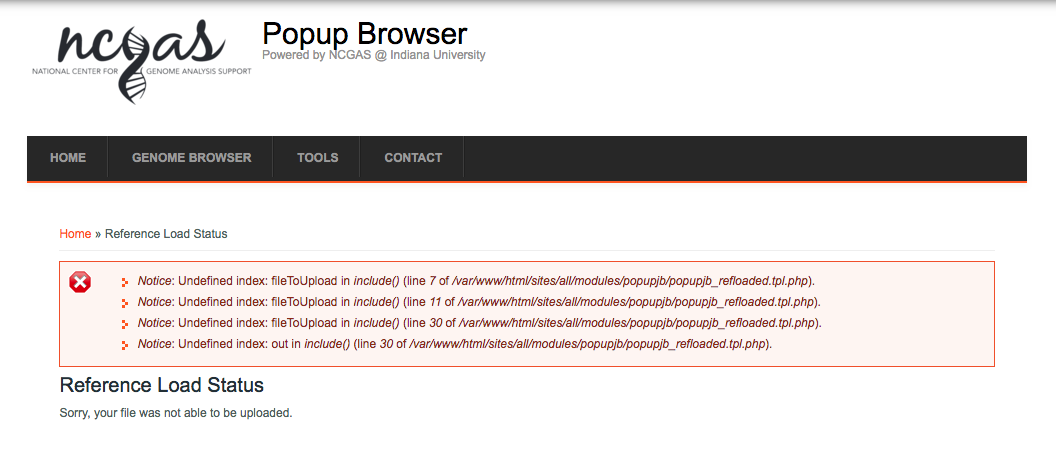 ncgas
NATIONAL CENTER FOR GENOME ANALYSIS SUPPORT
Popup Browser
Powered by NCGAS @ Indiana University
HOME GENOME BROWSER TOOLS CONTACT
Home » Reference Load Status
Notice: Undefined index: fileToUpload in include() (line 7 of /var/www/html/sites/all/modules/popupjb/popupjb_refloaded.tpl.php).
Notice: Undefined index: fileToUpload in include() (line 11 of /var/www/html/sites/all/modules/popupjb/popupjb_refloaded.tpl.php).
Notice: Undefined index: fileToUpload in include() (line 30 of /var/www/html/sites/all/modules/popupjb/popupjb_refloaded.tpl.php).
Notice: Undefined index: out in include() (line 30 of /var/www/html/sites/all/modules/popupjb/popupjb_refloaded.tpl.php).
Reference Load Status
Sorry, your file was not able to be uploaded.